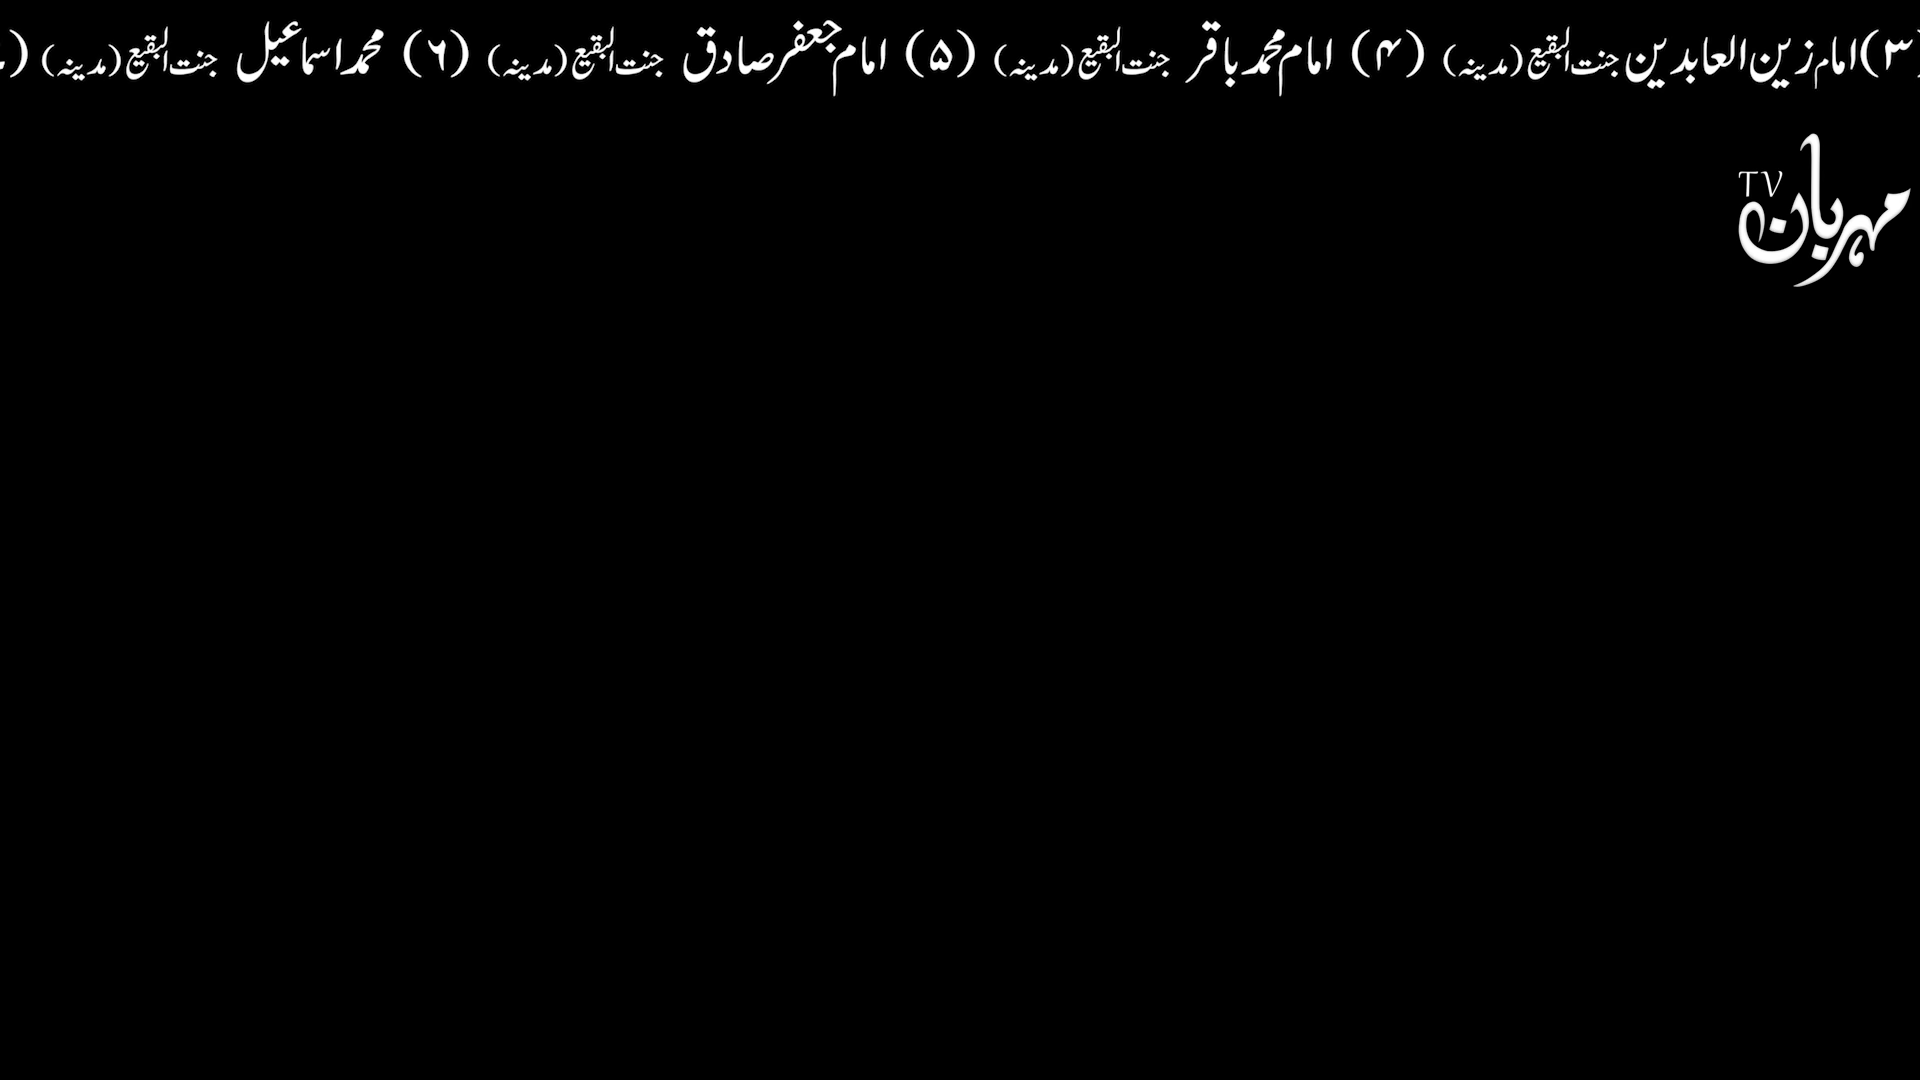 (۳) امام زین العابدین جنت البقیع (مدینہ) (۴) امام محمد باقر جنت البقیع (مدینہ) (۵) امام جعفر صادق جنت البقیع (مدینہ) (۶) محمد اسماعیل جنت البقیع (مدینہ) (
مہربان TV